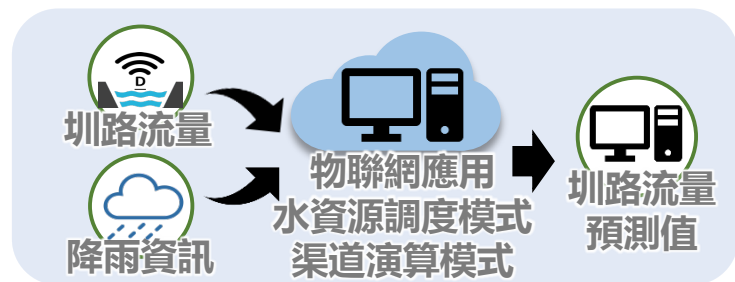 D
圳路流量
降雨資訊
物聯網應用
水資源調度模式
渠道演算模式
圳路流量
預測值